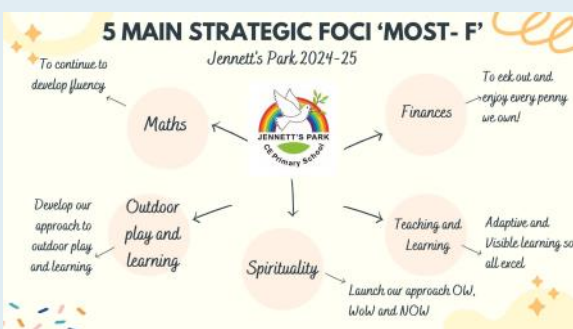 5 MAIN STRATEGIC FOCI 'MOST- F'
Jennett's Park 2024-25
To continue to
develop fluency
Maths
JENNETT'S PARK
CE Primary School
Finances
To eek out and
enjoy every penny
we own!
Develop our
approach to
outdoor play
and learning
Outdoor
play and
learning
Spirituality
Launch our approach OW,
WoW and NOW
Teaching and
Learning
Adaptive and
Visible learning so
all excel